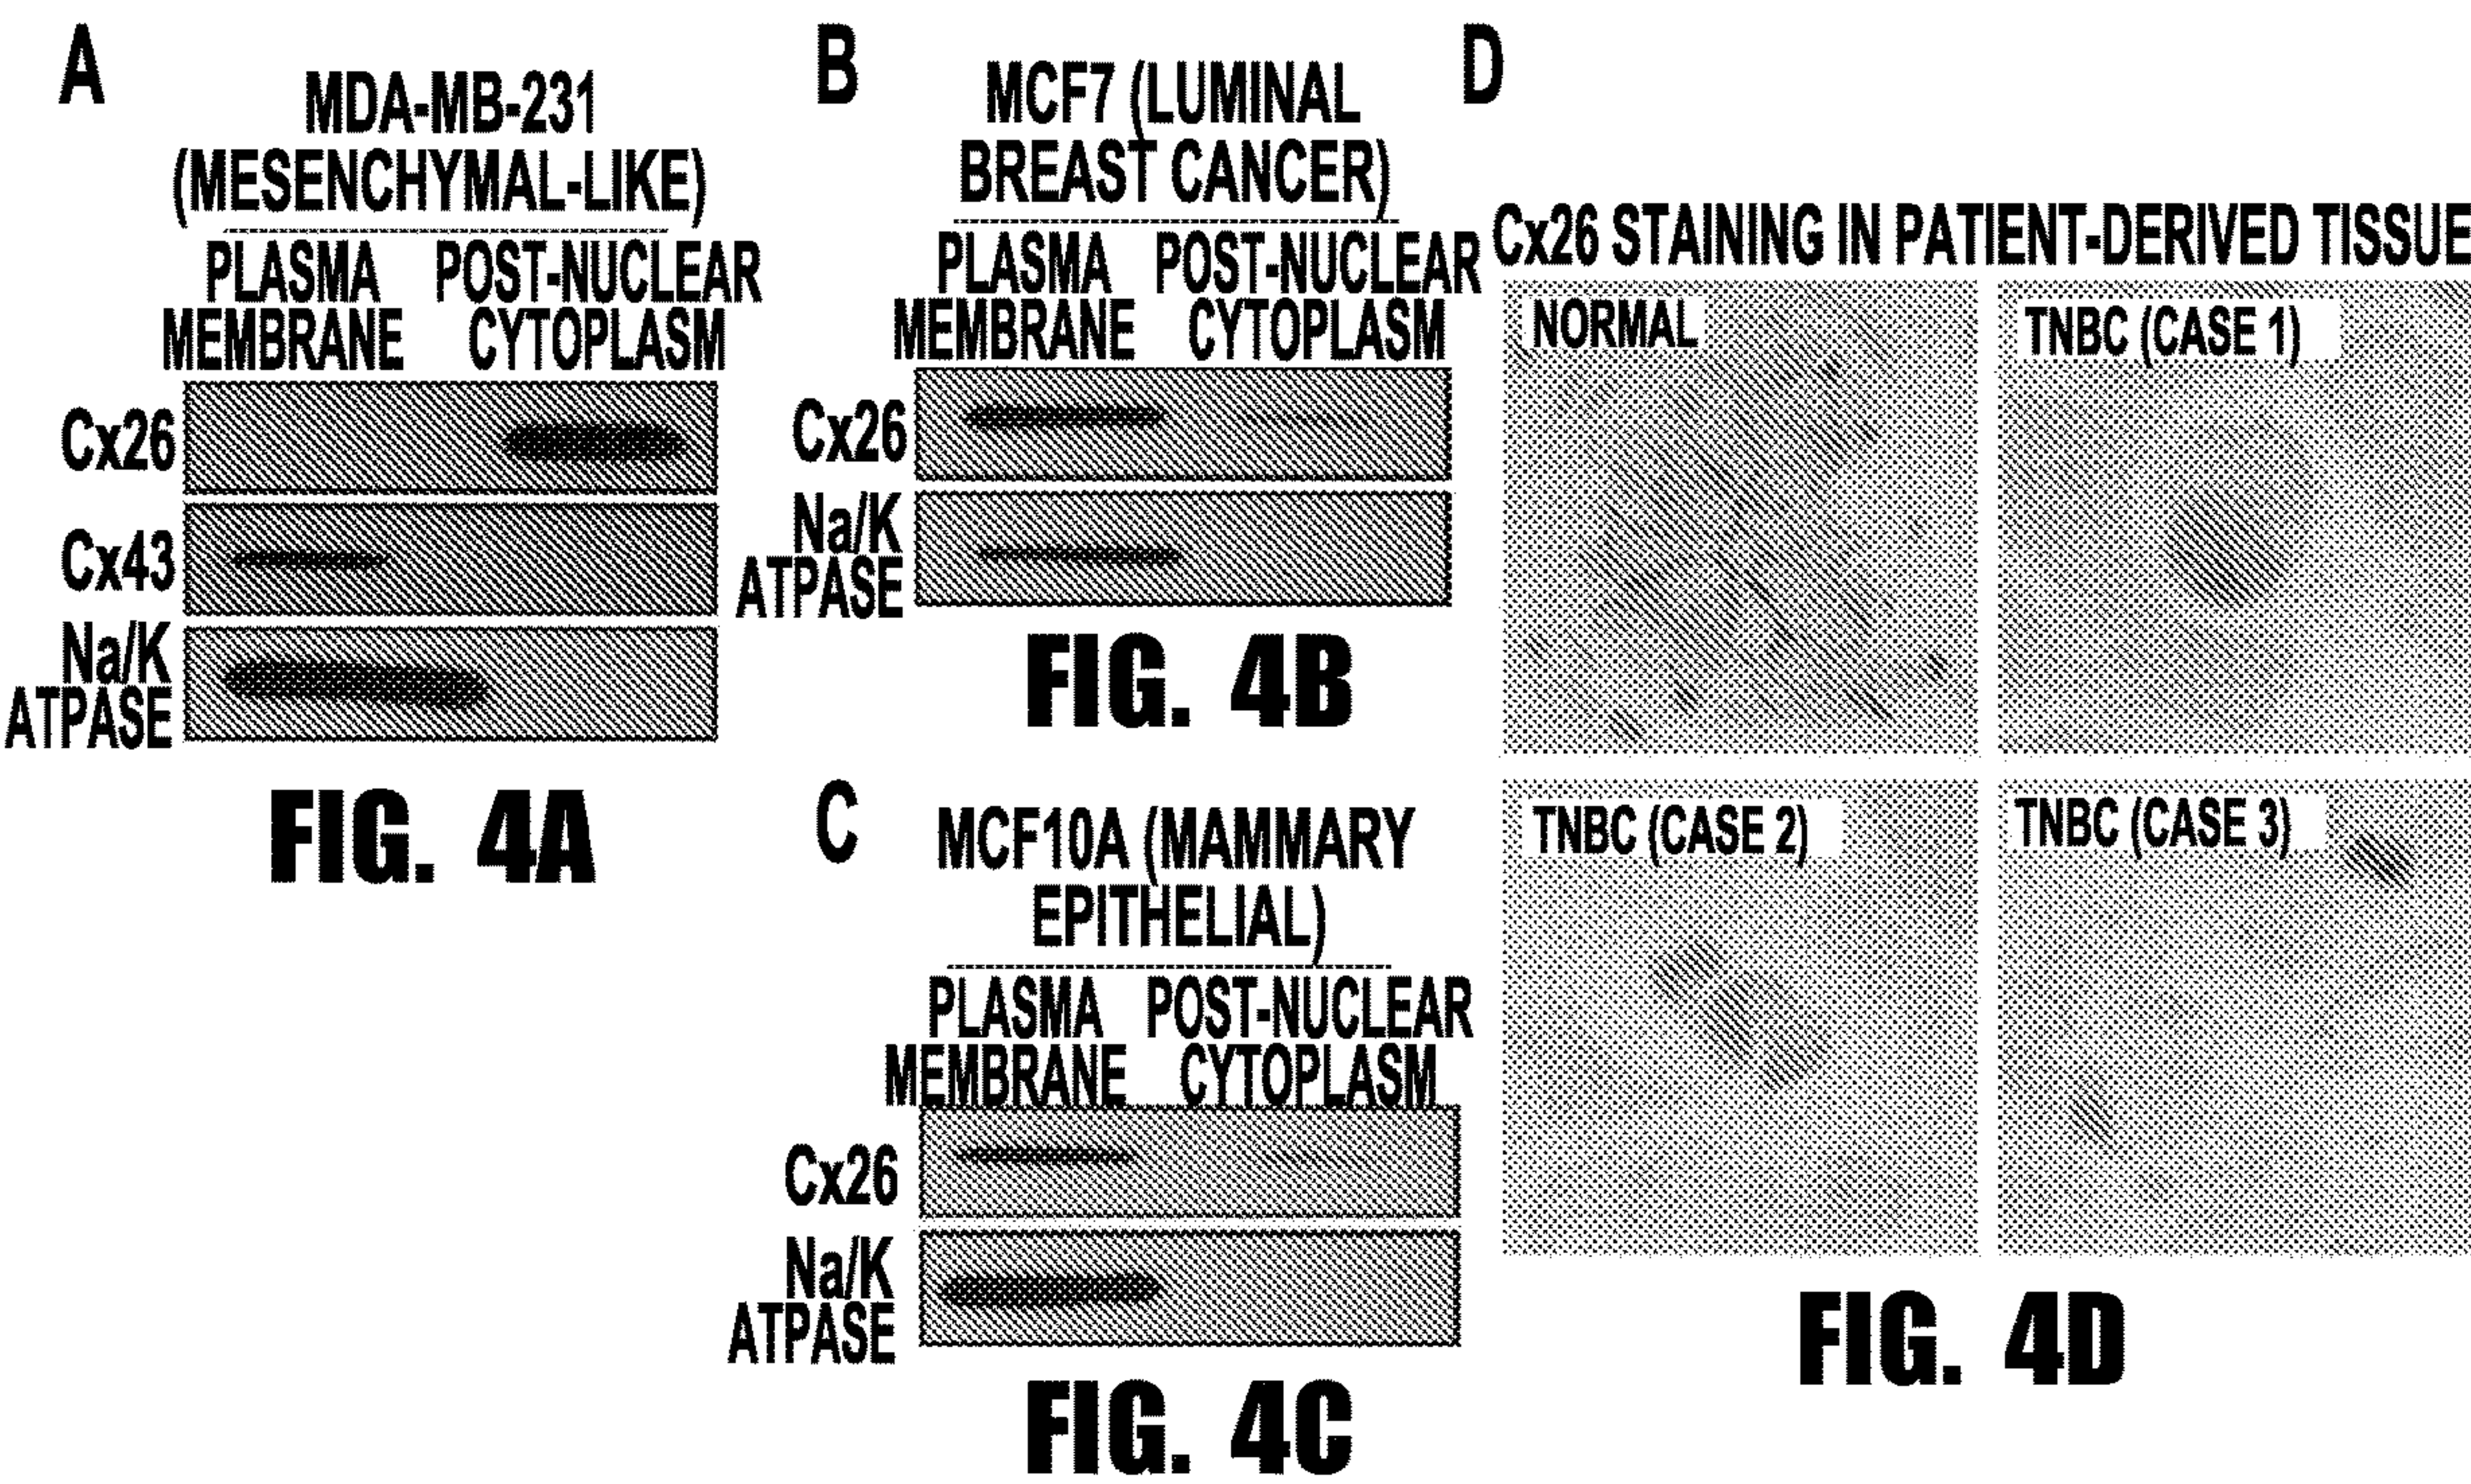 A
MDA-MB-231
(MESENCHYMAL-LIKE)
PLASMA POST-NUCLEAR
MEMBRANE CYTOPLASM
Cx26
Cx43
Na/K
ATPASE
FIG. 4A
B
MCF7 (LUMINAL
BREAST CANCER)
PLASMA POST-NUCLEAR
MEMBRANE CYTOPLASM
Cx26
Na/K
ATPASE
FIG. 4B
C
MCF10A (MAMMARY
EPITHELIAL)
PLASMA POST-NUCLEAR
MEMBRANE CYTOPLASM
Cx26
Na/K
ATPASE
FIG. 4C
D
Cx26 STAINING IN PATIENT-DERIVED TISSUE
NORMAL
TNBC (CASE 1)
TNBC (CASE 2)
TNBC (CASE 3)
FIG. 4D